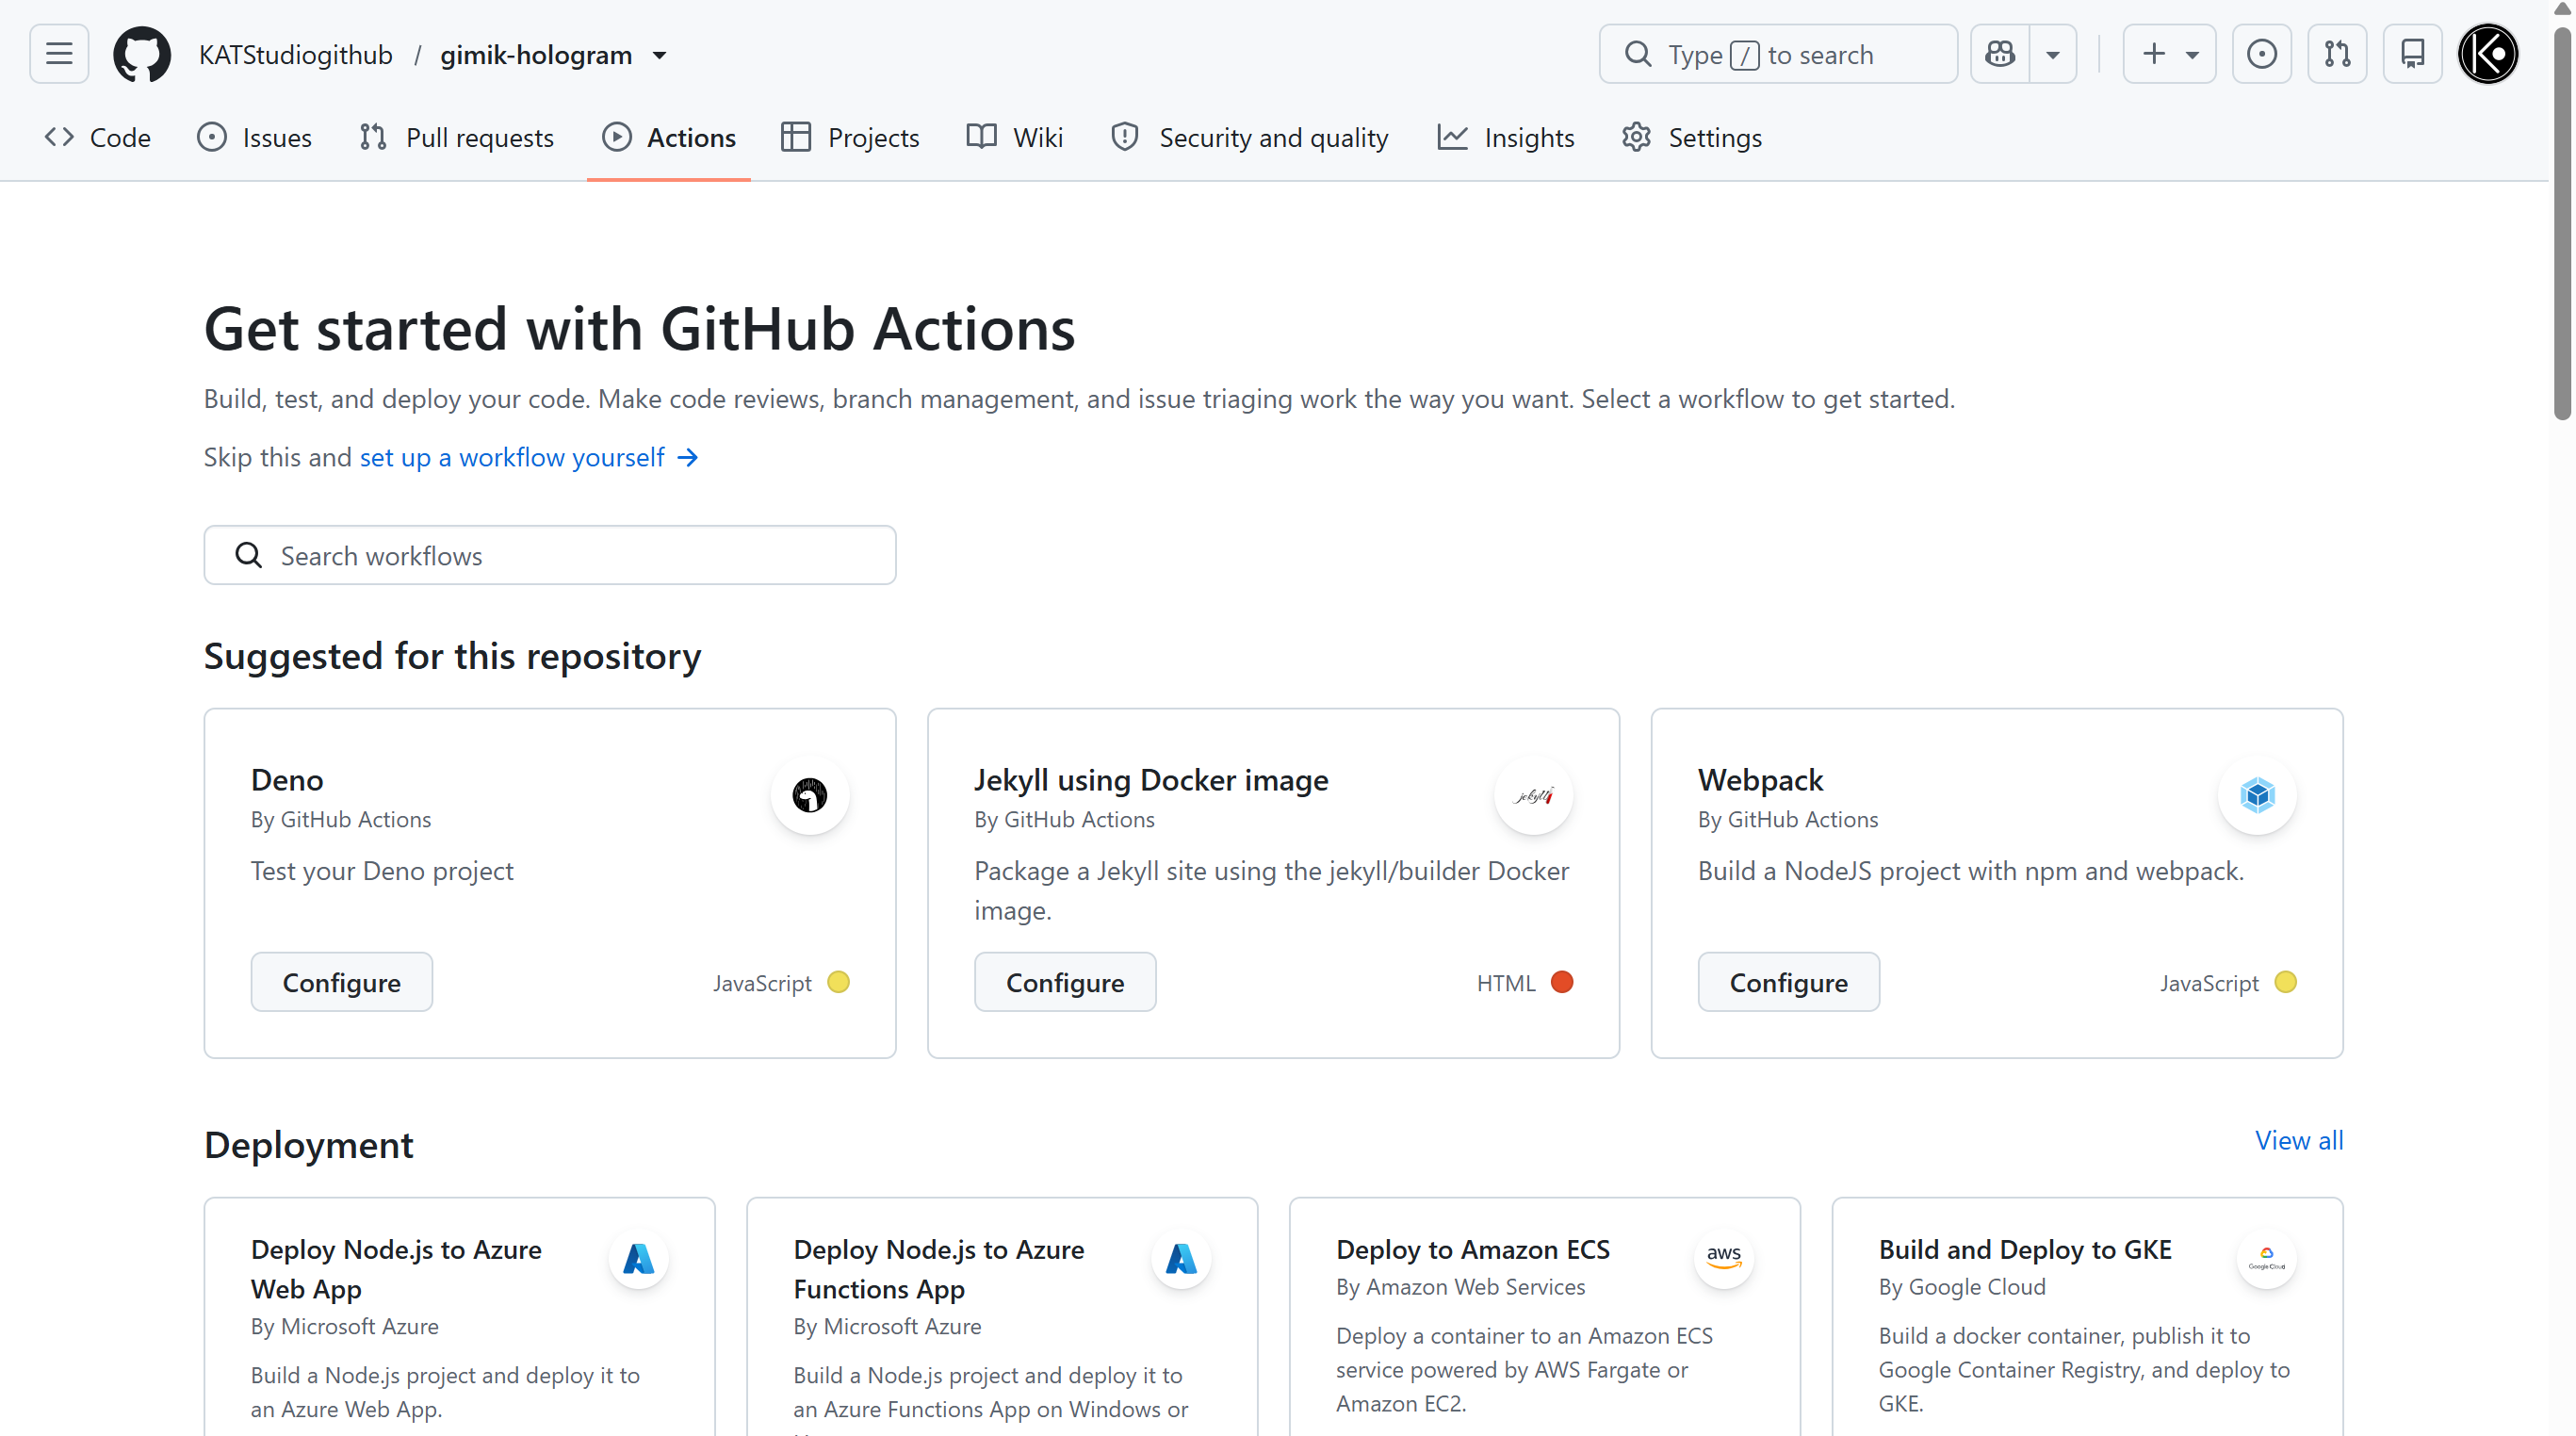 KATStudiogithub / gimik-hologram
Type / to search
Code Issues Pull requests Actions Projects Wiki Security and quality Insights Settings
Get started with GitHub Actions
Build, test, and deploy your code. Make code reviews, branch management, and issue triaging work the way you want. Select a workflow to get started.
Skip this and set up a workflow yourself →
Search workflows
Suggested for this repository
Deno
By GitHub Actions
Test your Deno project
Configure JavaScript
Jekyll using Docker image
By GitHub Actions
jekyll
Package a Jekyll site using the jekyll/builder Docker
image.
Configure HTML
Webpack
By GitHub Actions
Build a NodeJS project with npm and webpack.
Configure JavaScript
Deployment View all
Deploy Node.js to Azure
Web App
By Microsoft Azure
Build a Node.js project and deploy it to
an Azure Web App.
Deploy Node.js to Azure
Functions App
By Microsoft Azure
Build a Node.js project and deploy it to
an Azure Functions App on Windows or
Deploy to Amazon ECS
By Amazon Web Services
aws
Deploy a container to an Amazon ECS
service powered by AWS Fargate or
Amazon EC2.
Build and Deploy to GKE
By Google Cloud
Google Cloud
Build a docker container, publish it to
Google Container Registry, and deploy to
GKE.